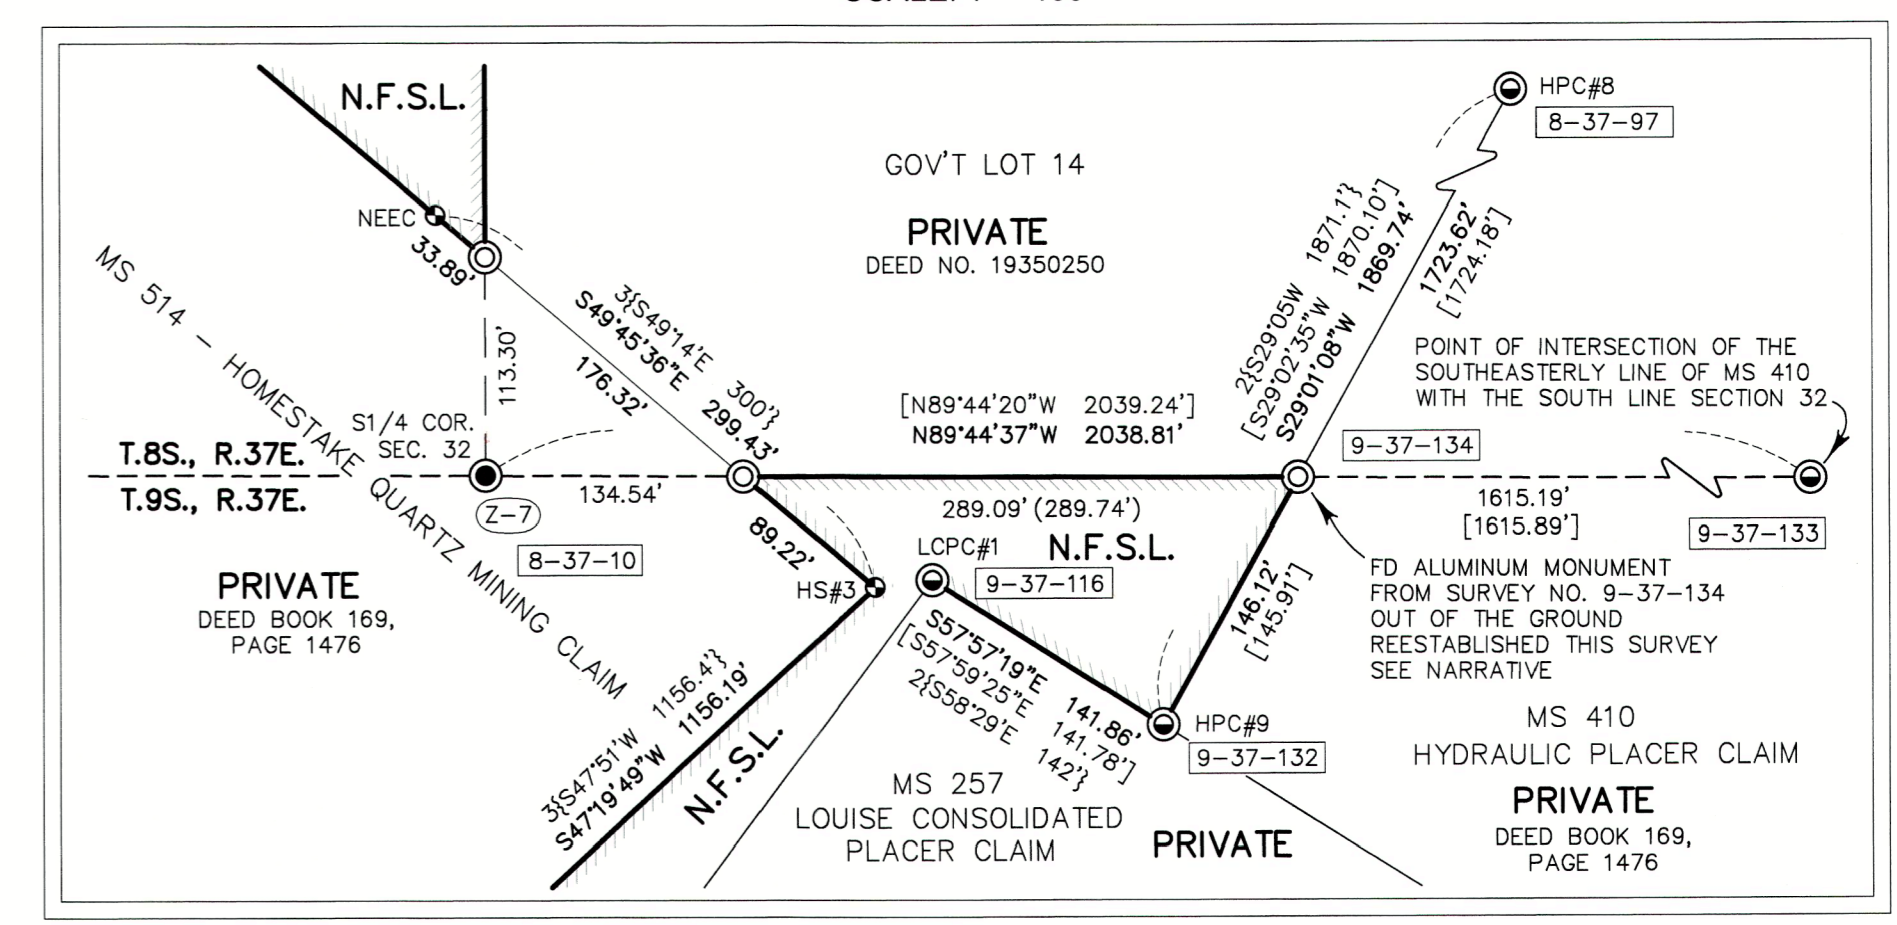 N.F.S.L.
HPC#8
8-37-97
GOV'T LOT 14
PRIVATE
DEED NO. 19350250
NEEC
33.89'
MS 514 - HOMESTAKE QUARTZ MINING CLAIM
3{S49°14'E 300'}
S49°45'36"E 299.43'
176.32'
113.30'
2{S29°05W 1871.1'}
[S29°02'35"W 1870.10']
S29°01'08"W 1869.74'
1723.62'
[1724.18']
POINT OF INTERSECTION OF THE
SOUTHEASTERLY LINE OF MS 410
WITH THE SOUTH LINE SECTION 32
[N89°44'20"W 2039.24']
N89°44'37"W 2038.81'
S1/4 COR.
SEC. 32
9-37-134
T.8S., R.37E.
T.9S., R.37E.
Z-7
134.54'
289.09' (289.74')
1615.19'
[1615.89']
9-37-133
8-37-10
89.22'
HS#3
LCPC#1
N.F.S.L.
9-37-116
146.12'
[145.91']
FD ALUMINUM MONUMENT
FROM SURVEY NO. 9-37-134
OUT OF THE GROUND
REESTABLISHED THIS SURVEY
SEE NARRATIVE
PRIVATE
DEED BOOK 169,
PAGE 1476
S57°57'19"E 141.86'
[S57°59'25"E 141.78']
2{S58°29'E 142'}
HPC#9
9-37-132
3{S47°51'W 1156.4'}
S47°19'49"W 1156.19'
N.F.S.L.
MS 257
LOUISE CONSOLIDATED
PLACER CLAIM
PRIVATE
MS 410
HYDRAULIC PLACER CLAIM
PRIVATE
DEED BOOK 169,
PAGE 1476